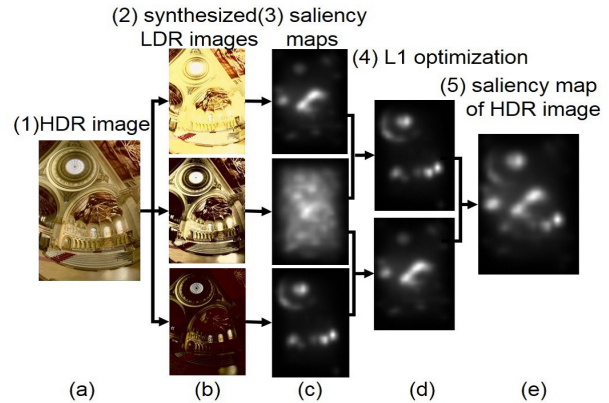 (2) synthesized
LDR images
(3) saliency
maps
(4) L1 optimization
(5) saliency map
of HDR image
(1)HDR image
(a)
(b)
(c)
(d)
(e)